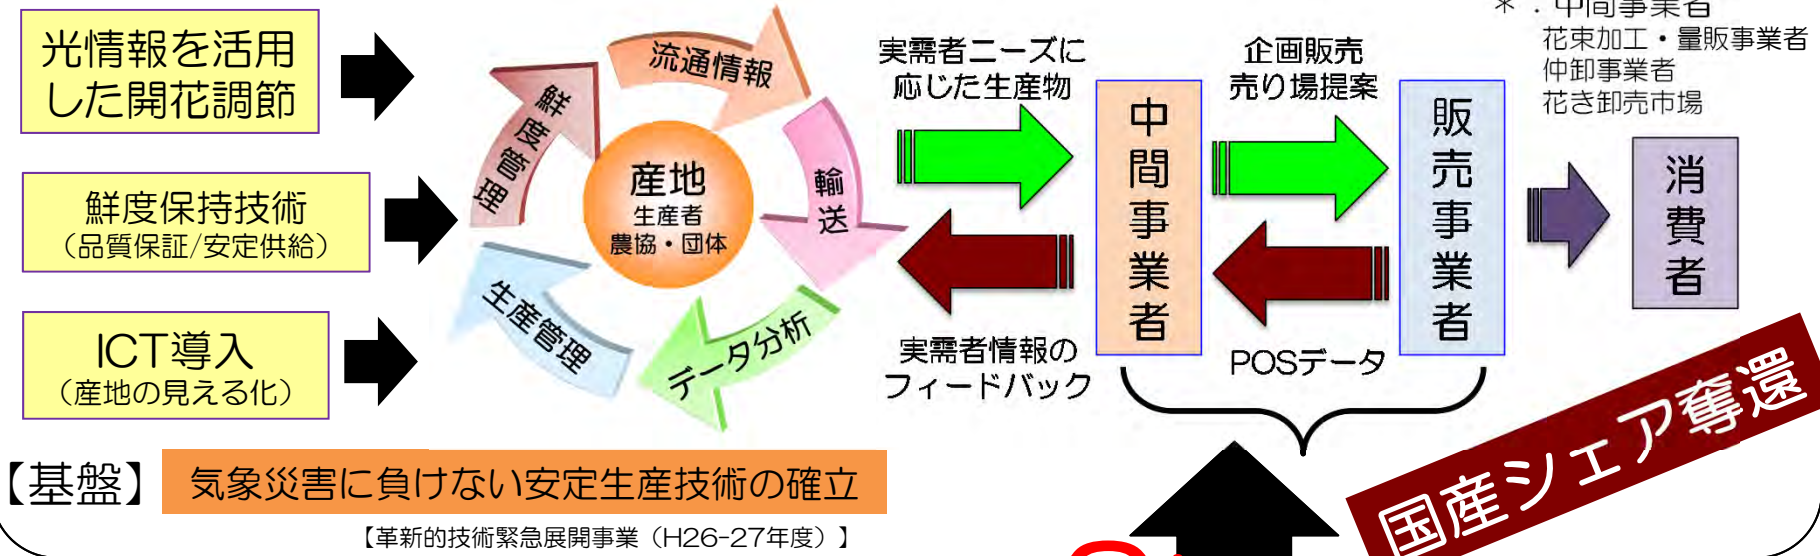 光情報を活用
した開花調節
鮮度保持技術
（品質保証/安定供給）
ICT導入
（産地の見える化）
流通情報
鮮度管理
輸送
生産管理
データ分析
産地
生産者
農協・団体
実需者ニーズに
応じた生産物
実需者情報の
フィードバック
中間事業者
企画販売
売り場提案
POSデータ
販売事業者
＊：中間事業者
花束加工・量販事業者
仲卸事業者
花き卸売市場
消費者
国産シェア奪還
【基盤】 気象災害に負けない安定生産技術の確立
【革新的技術緊急展開事業（H26-27年度）】